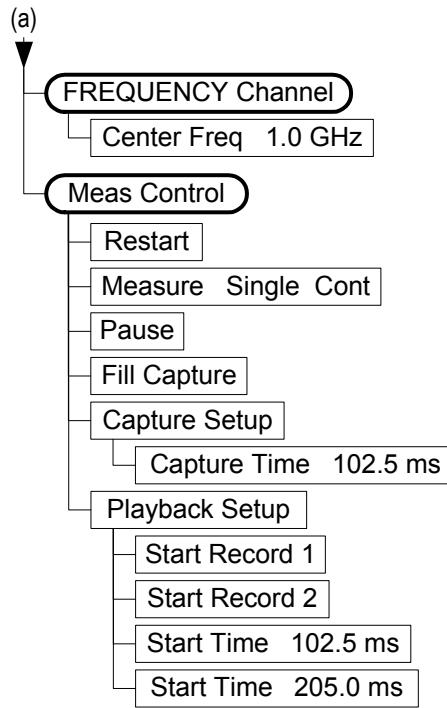 (a)
FREQUENCY Channel
Center Freq 1.0 GHz
Meas Control
Restart
Measure Single Cont
Pause
Fill Capture
Capture Setup
Capture Time 102.5 ms
Playback Setup
Start Record 1
Start Record 2
Start Time 102.5 ms
Start Time 205.0 ms